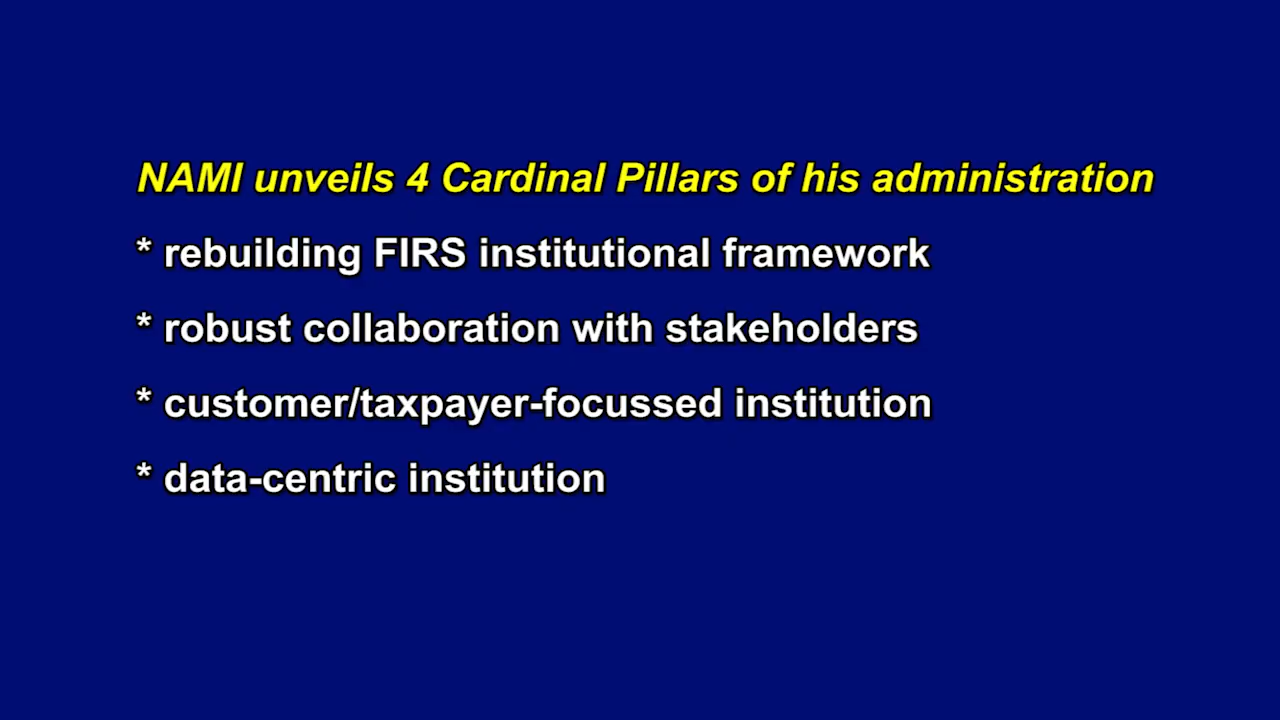 NAMI unveils 4 Cardinal Pillars of his administration
* rebuilding FIRS institutional framework
* robust collaboration with stakeholders
* customer/taxpayer-focussed institution
* data-centric institution